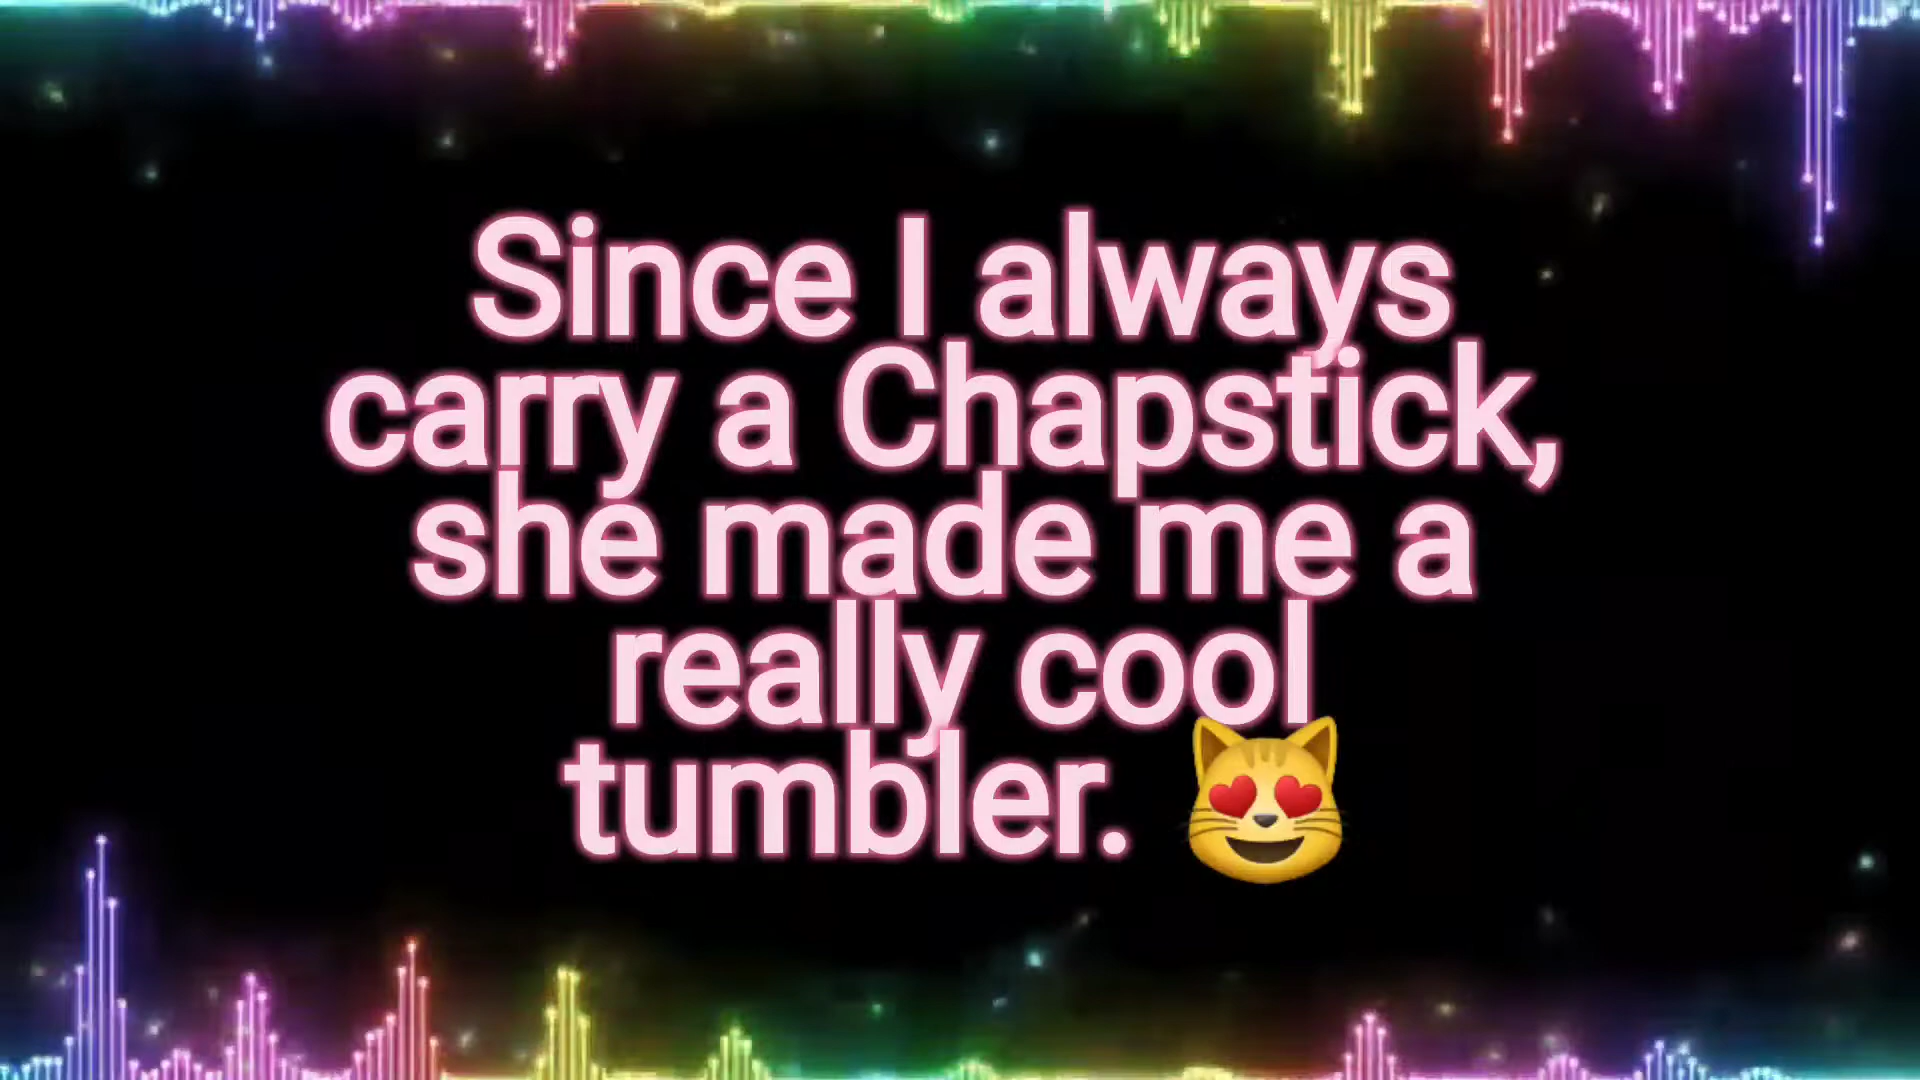 Since I always
carry a Chapstick,
she made me a
really cool
tumbler. 😻